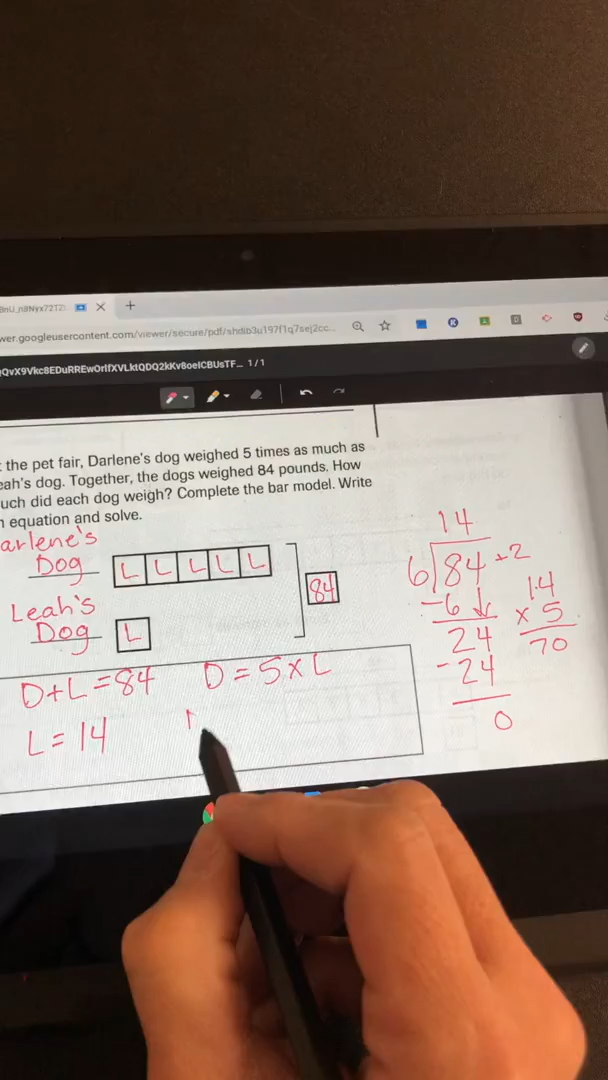 wer.googleusercontent.com/viewer/secure/pdf/shdib3u197f1q7sej2cc...
1/1
the pet fair, Darlene's dog weighed 5 times as much as
eah's dog. Together, the dogs weighed 84 pounds. How
uch did each dog weigh? Complete the bar model. Write
n equation and solve.
arlene's
Dog
L L L L L
84
Leah's
Dog
L
D+L=84 D=5×L
L=14
14
6 84 +2
-6
24
-24
0
14
× 5
70